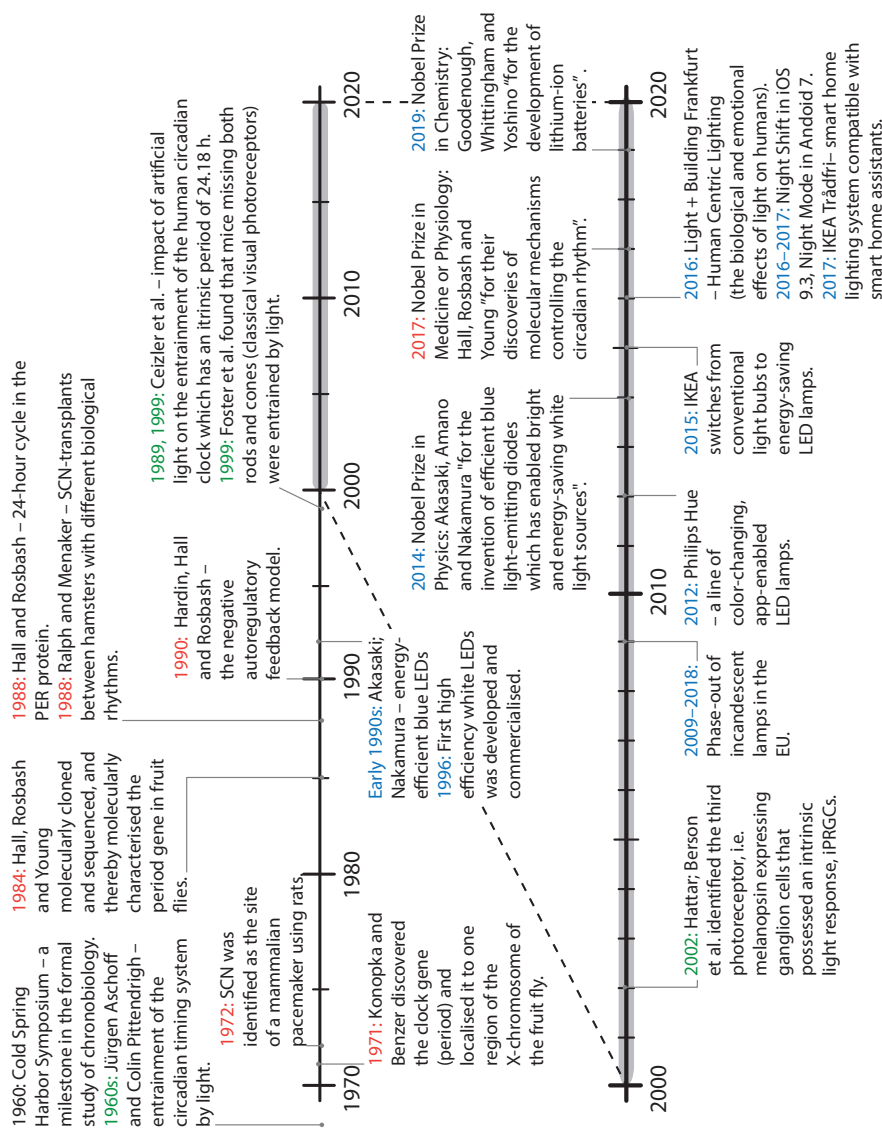 1960: Cold Spring
Harbor Symposium – a
milestone in the formal
study of chronobiology.
1960s: Jürgen Aschoff
and Colin Pittendrigh –
entrainment of the
circadian timing system
by light.
1984: Hall, Rosbash
and Young
molecularly cloned
and sequenced, and
thereby molecularly
characterised the
period gene in fruit
flies.
1988: Hall and Rosbash – 24-hour cycle in the
PER protein.
1988: Ralph and Menaker – SCN-transplants
between hamsters with different biological
rhythms.
1972: SCN was
identified as the site
of a mammalian
pacemaker using rats.
1990: Hardin, Hall
and Rosbash –
the negative
autoregulatory
feedback model.
1989, 1999: Ceizler et al. – impact of artificial
light on the entrainment of the human circadian
clock which has an itrinsic period of 24.18 h.
1999: Foster et al. found that mice missing both
rods and cones (classical visual photoreceptors)
were entrained by light.
1970
1980
1990
2000
2010
2020
1971: Konopka and
Benzer discovered
the clock gene
(period) and
localised it to one
region of the
X-chromosome of
the fruit fly.
Early 1990s: Akasaki;
Nakamura – energy-
efficient blue LEDs
1996: First high
efficiency white LEDs
was developed and
commercialised.
2014: Nobel Prize in
Physics: Akasaki, Amano
and Nakamura "for the
invention of efficient blue
light-emitting diodes
which has enabled bright
and energy-saving white
light sources".
2017: Nobel Prize in
Medicine or Physiology:
Hall, Rosbash and
Young “for their
discoveries of
molecular mechanisms
controlling the
circadian rhythm”.
2019: Nobel Prize
in Chemistry:
Goodenough,
Whittingham and
Yoshino “for the
development of
lithium-ion
batteries” .
2000
2010
2020
2002: Hattar; Berson
et al. identified the third
photoreceptor, i.e.
melanopsin expressing
ganglion cells that
possessed an intrinsic
light response, iPRGCs.
2009–2018:
Phase-out of
incandescent
lamps in the
EU.
2012: Philips Hue
– a line of
color-changing,
app-enabled
LED lamps.
2015: IKEA
switches from
conventional
light bubs to
energy-saving
LED lamps.
2016: Light + Building Frankfurt
– Human Centric Lighting
(the biological and emotional
effects of light on humans).
2016–2017: Night Shift in iOS
9.3, Night Mode in Andoid 7.
2017: IKEA Trådfri– smart home
lighting system compatible with
smart home assistants.